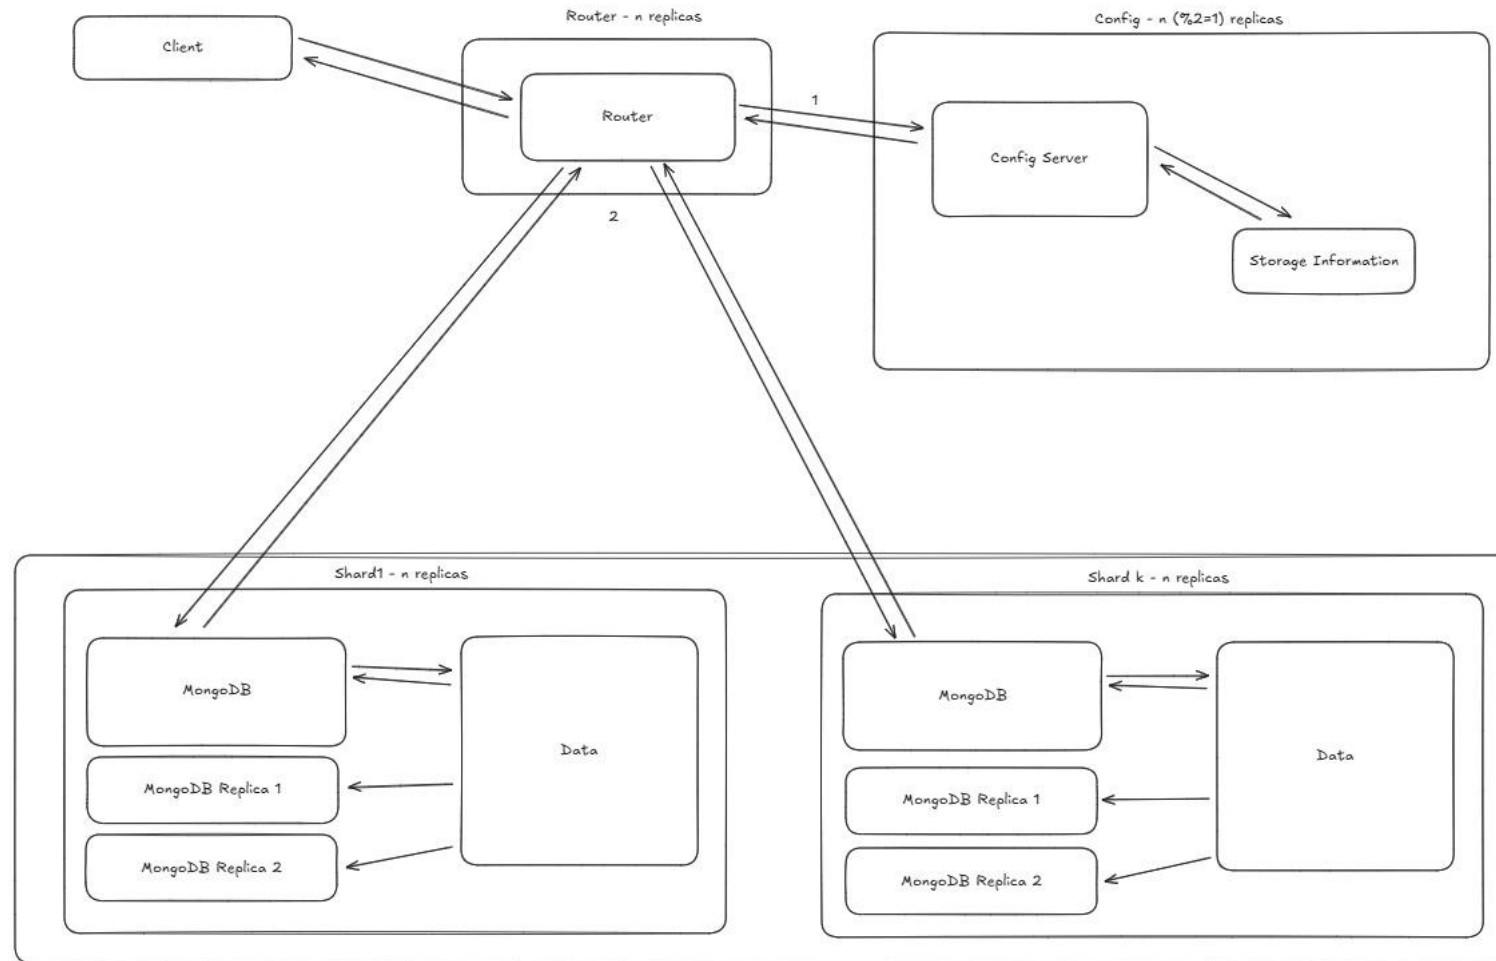 Router - n replicas
Config - n (%2=1) replicas
Client
Router
1
Config Server
2
Storage Information
Shard1 - n replicas
Shard k - n replicas
MongoDB
Data
MongoDB Replica 1
MongoDB Replica 2
MongoDB
Data
MongoDB Replica 1
MongoDB Replica 2